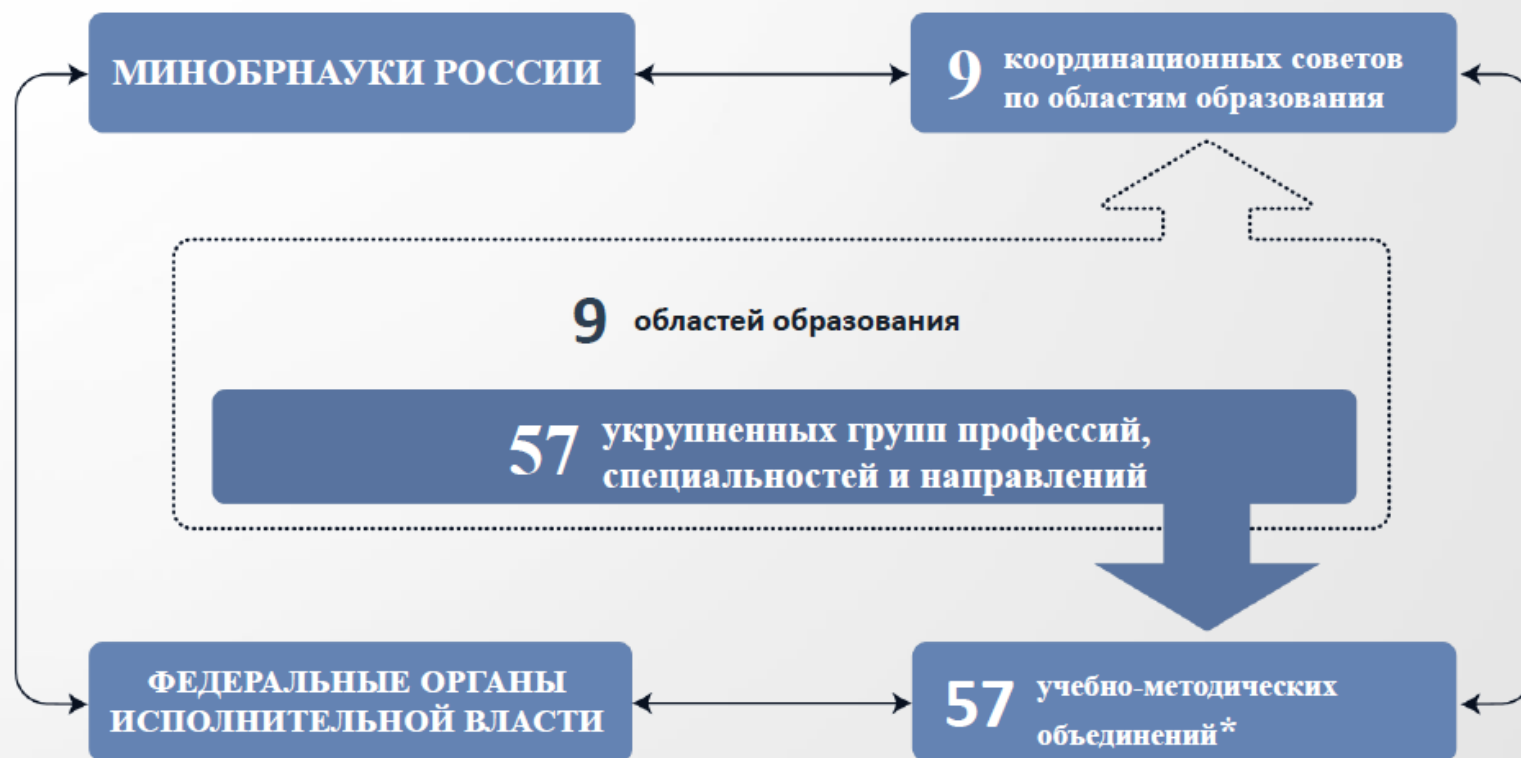 МИНОБРНАУКИ РОССИИ
9 координационных советов
по областям образования
9 областей образования
57 укрупненных групп профессий,
специальностей и направлений
ФЕДЕРАЛЬНЫЕ ОРГАНЫ
ИСПОЛНИТЕЛЬНОЙ ВЛАСТИ
57 учебно-методических
объединений*